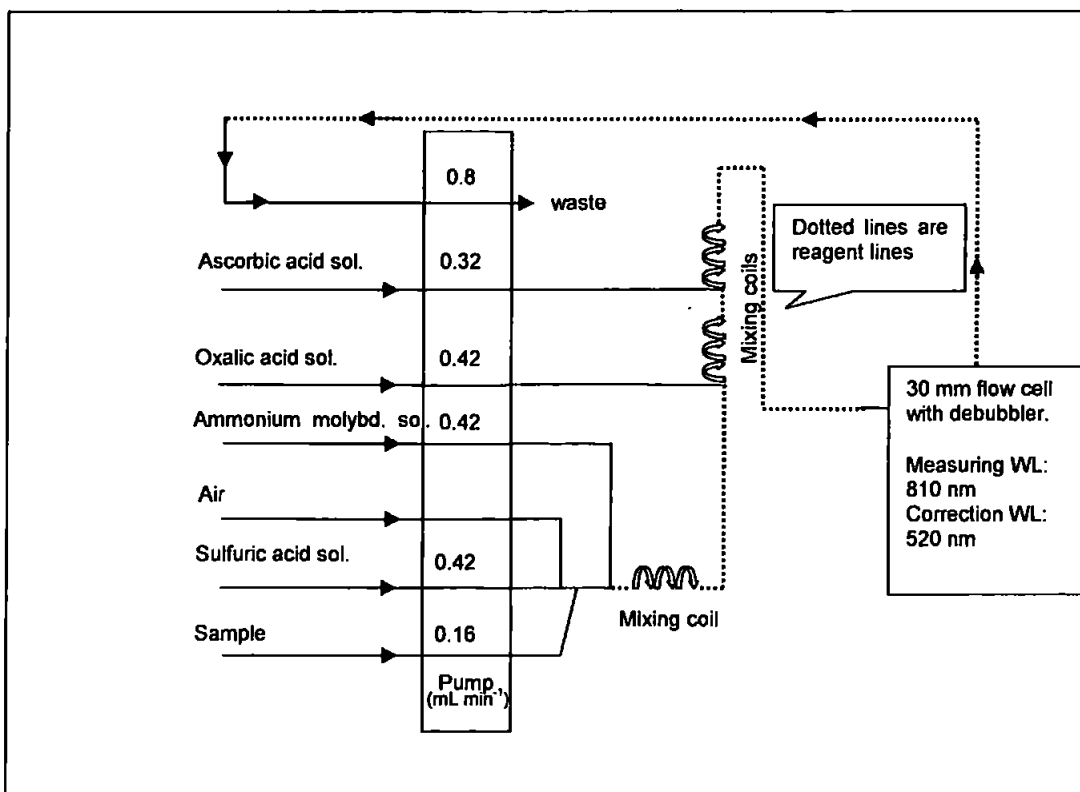 0.8
waste
Ascorbic acid sol.
0.32
Oxalic acid sol.
0.42
Ammonium molybd. sol.
0.42
Air
Sulfuric acid sol.
0.42
Sample
0.16
Pump
(mL min⁻¹)
Mixing coil
Mixing coils
Dotted lines are
reagent lines
30 mm flow cell
with debubbler.
Measuring WL:
810 nm
Correction WL:
520 nm